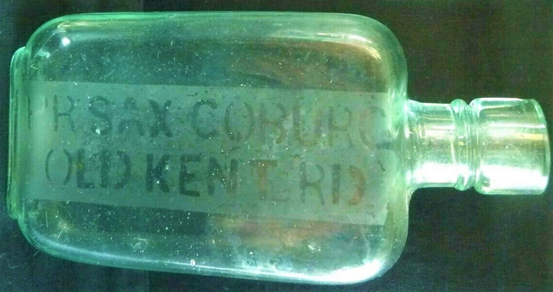 PR SAX COBURG
OLD KENT RD